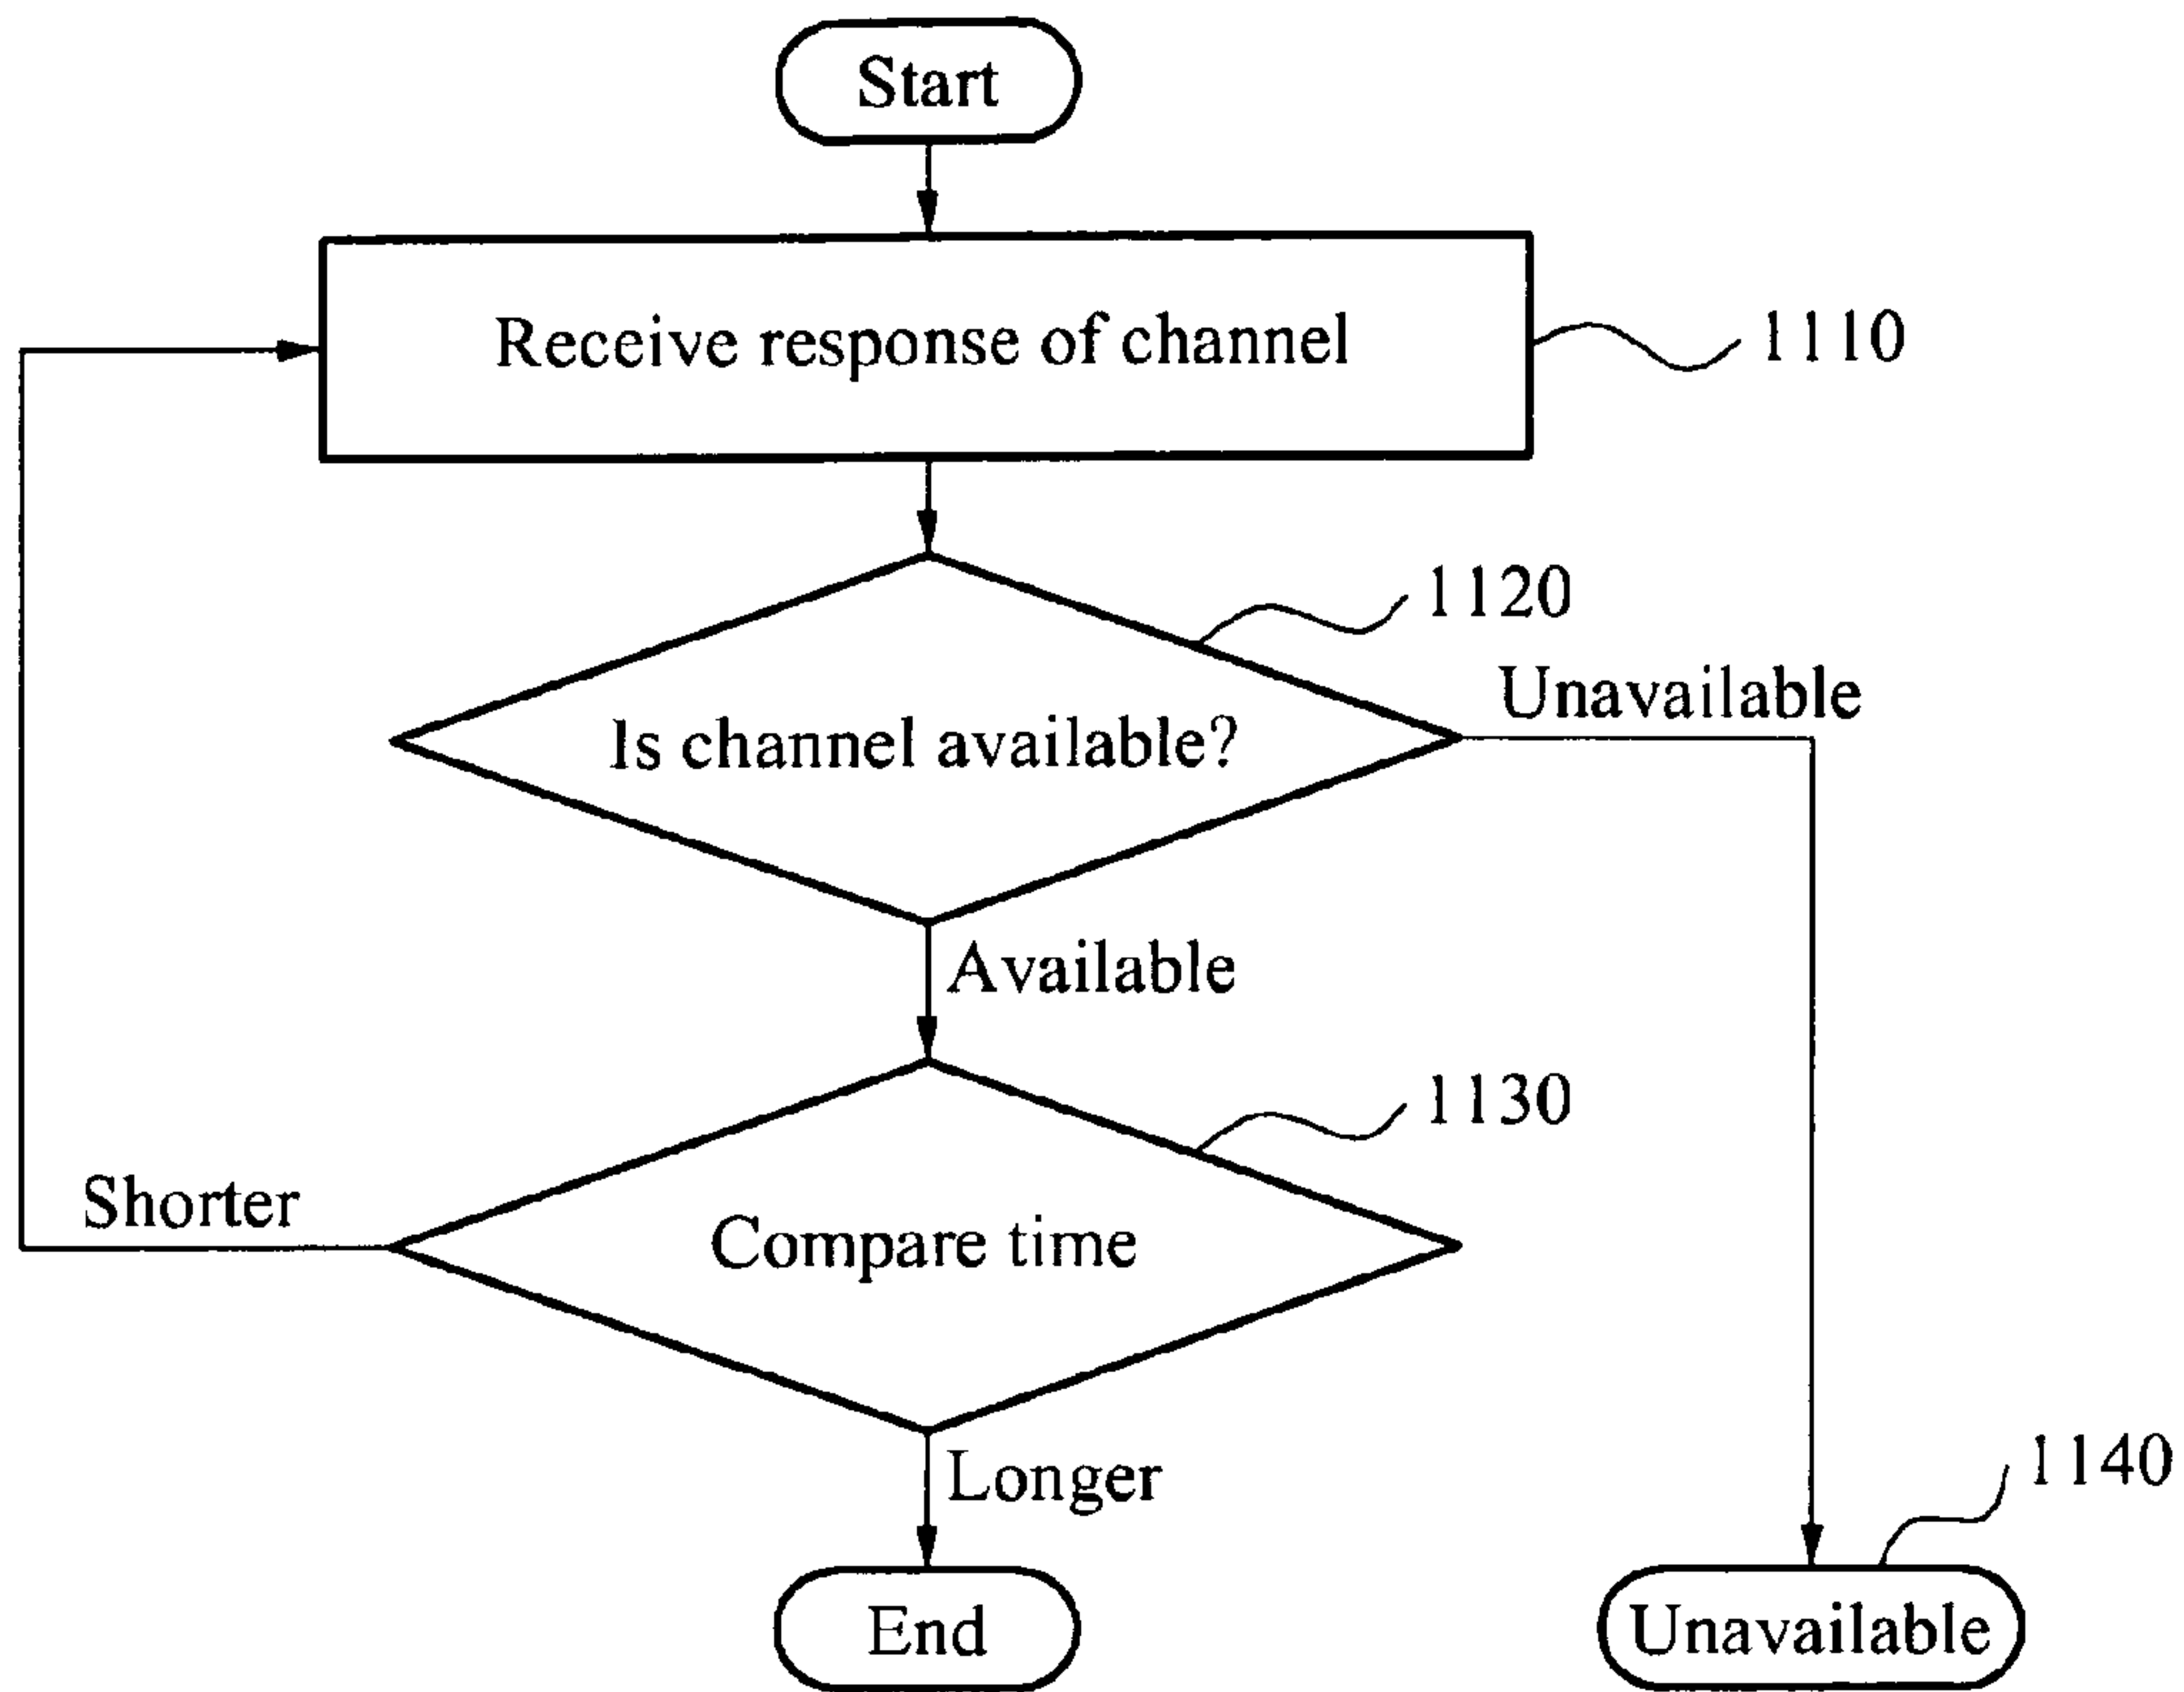 Start
Receive response of channel
1110
1120
Unavailable
Is channel available?
Available
1130
Shorter
Compare time
Longer
1140
End
Unavailable